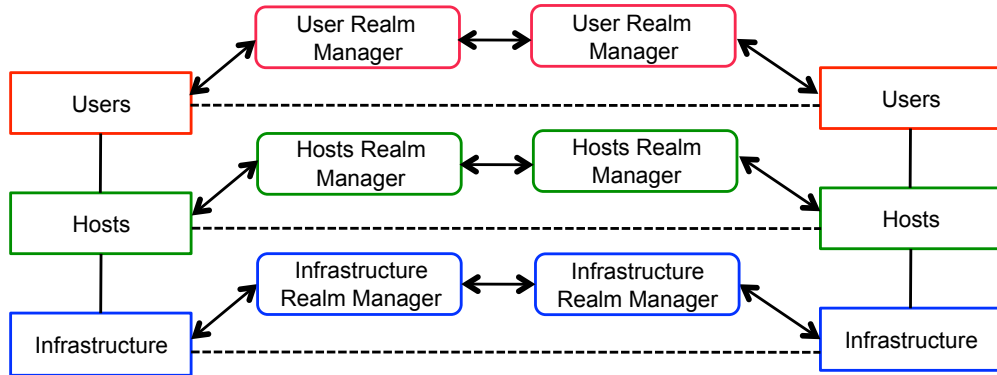 User Realm
Manager
User Realm
Manager
Users
Users
Hosts Realm
Manager
Hosts Realm
Manager
Hosts
Hosts
Infrastructure
Realm Manager
Infrastructure
Realm Manager
Infrastructure
Infrastructure